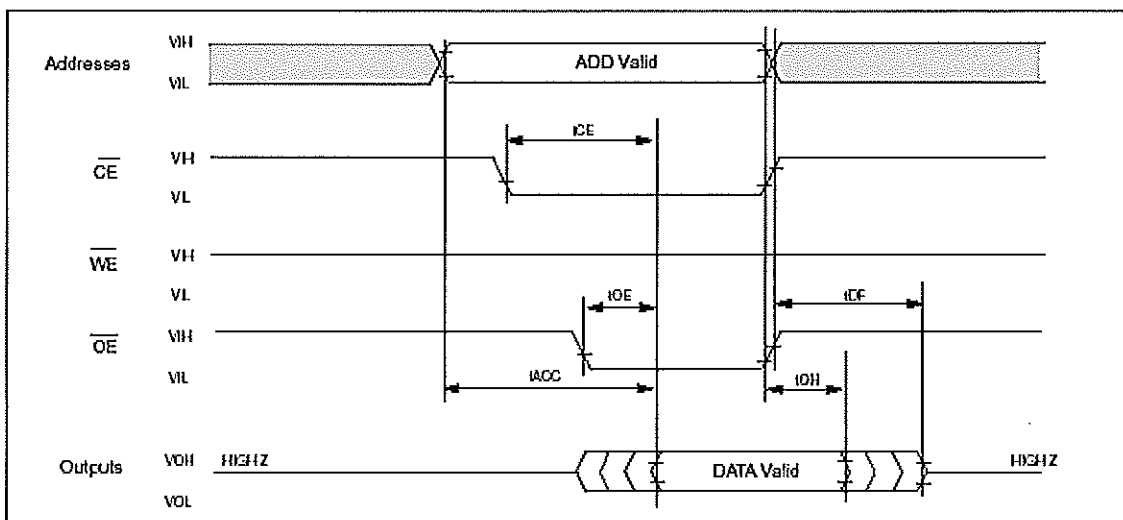 VIH
Addresses
ADD Valid
VIL
tCE
CE
VIH
VIL
WE
VIH
VIL
tOE
tDF
OE
VIH
VIL
tACC
tOH
Outputs
VOH
HIGH Z
DATA Valid
HIGH Z
VOL